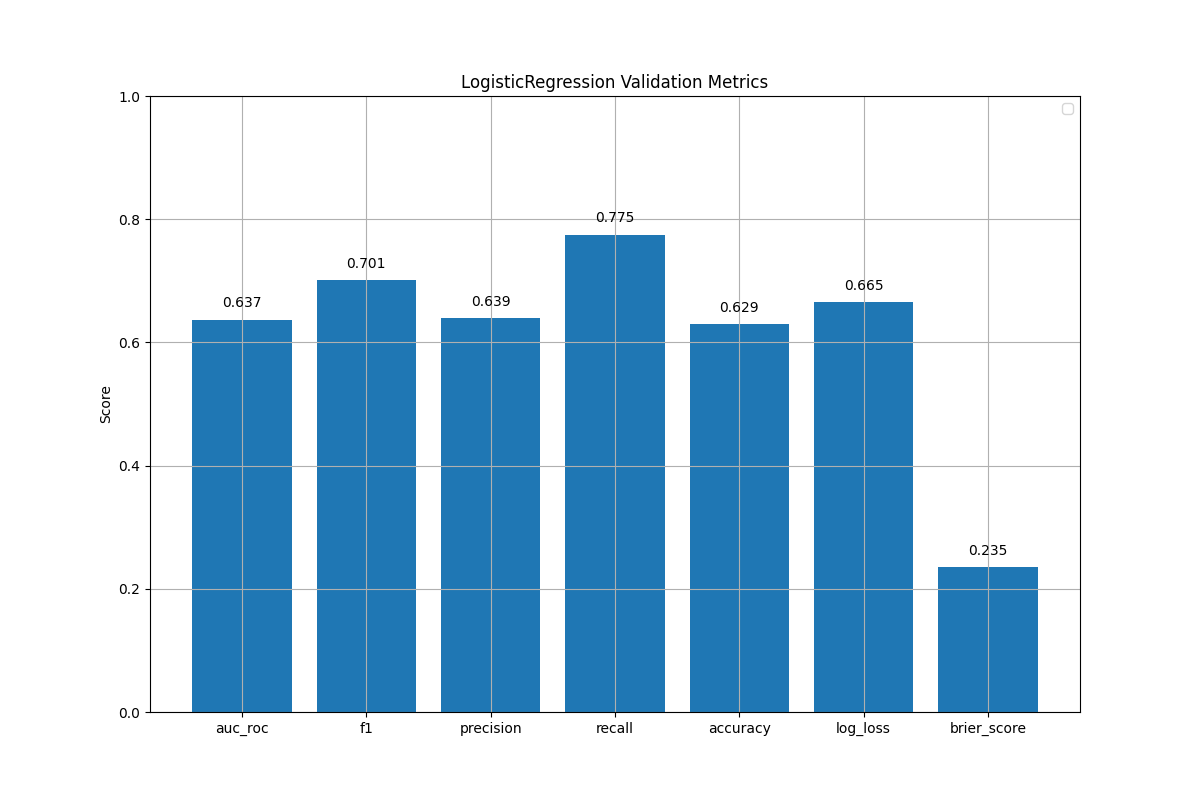 LogisticRegression Validation Metrics
1.0
0.8
0.6
0.4
0.2
0.0
Score
0.637
0.701
0.639
0.775
0.629
0.665
0.235
auc_roc
f1
precision
recall
accuracy
log_loss
brier_score